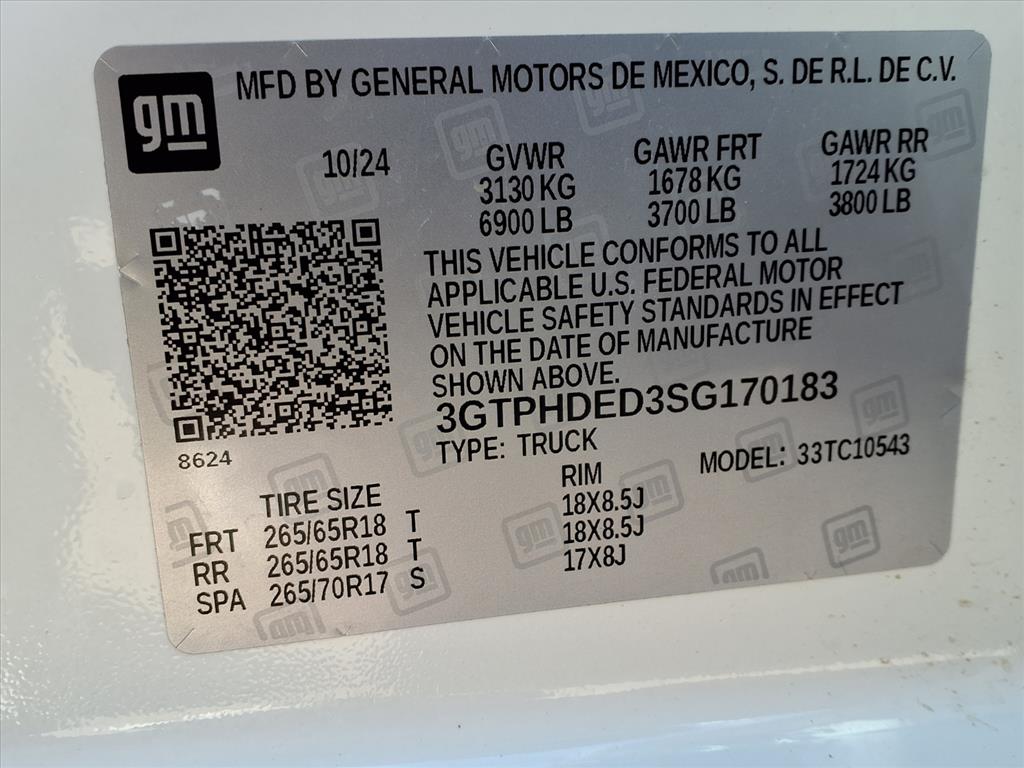 gm MFD BY GENERAL MOTORS DE MEXICO, S. DE R.L. DE C.V.
10/24 GVWR GAWR FRT GAWR RR
3130 KG 1678 KG 1724 KG
6900 LB 3700 LB 3800 LB
THIS VEHICLE CONFORMS TO ALL
APPLICABLE U.S. FEDERAL MOTOR
VEHICLE SAFETY STANDARDS IN EFFECT
ON THE DATE OF MANUFACTURE
SHOWN ABOVE.
3GTPHDED3SG170183
8624
TYPE: TRUCK MODEL: 33TC10543
TIRE SIZE RIM
FRT 265/65R18 T 18X8.5J
RR 265/65R18 T 18X8.5J
SPA 265/70R17 S 17X8J